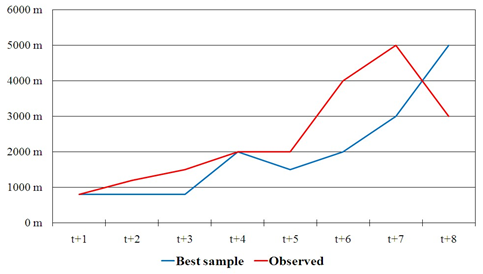 6000 m
5000 m
4000 m
3000 m
2000 m
1000 m
0 m
t+1 t+2 t+3 t+4 t+5 t+6 t+7 t+8
Best sample Observed